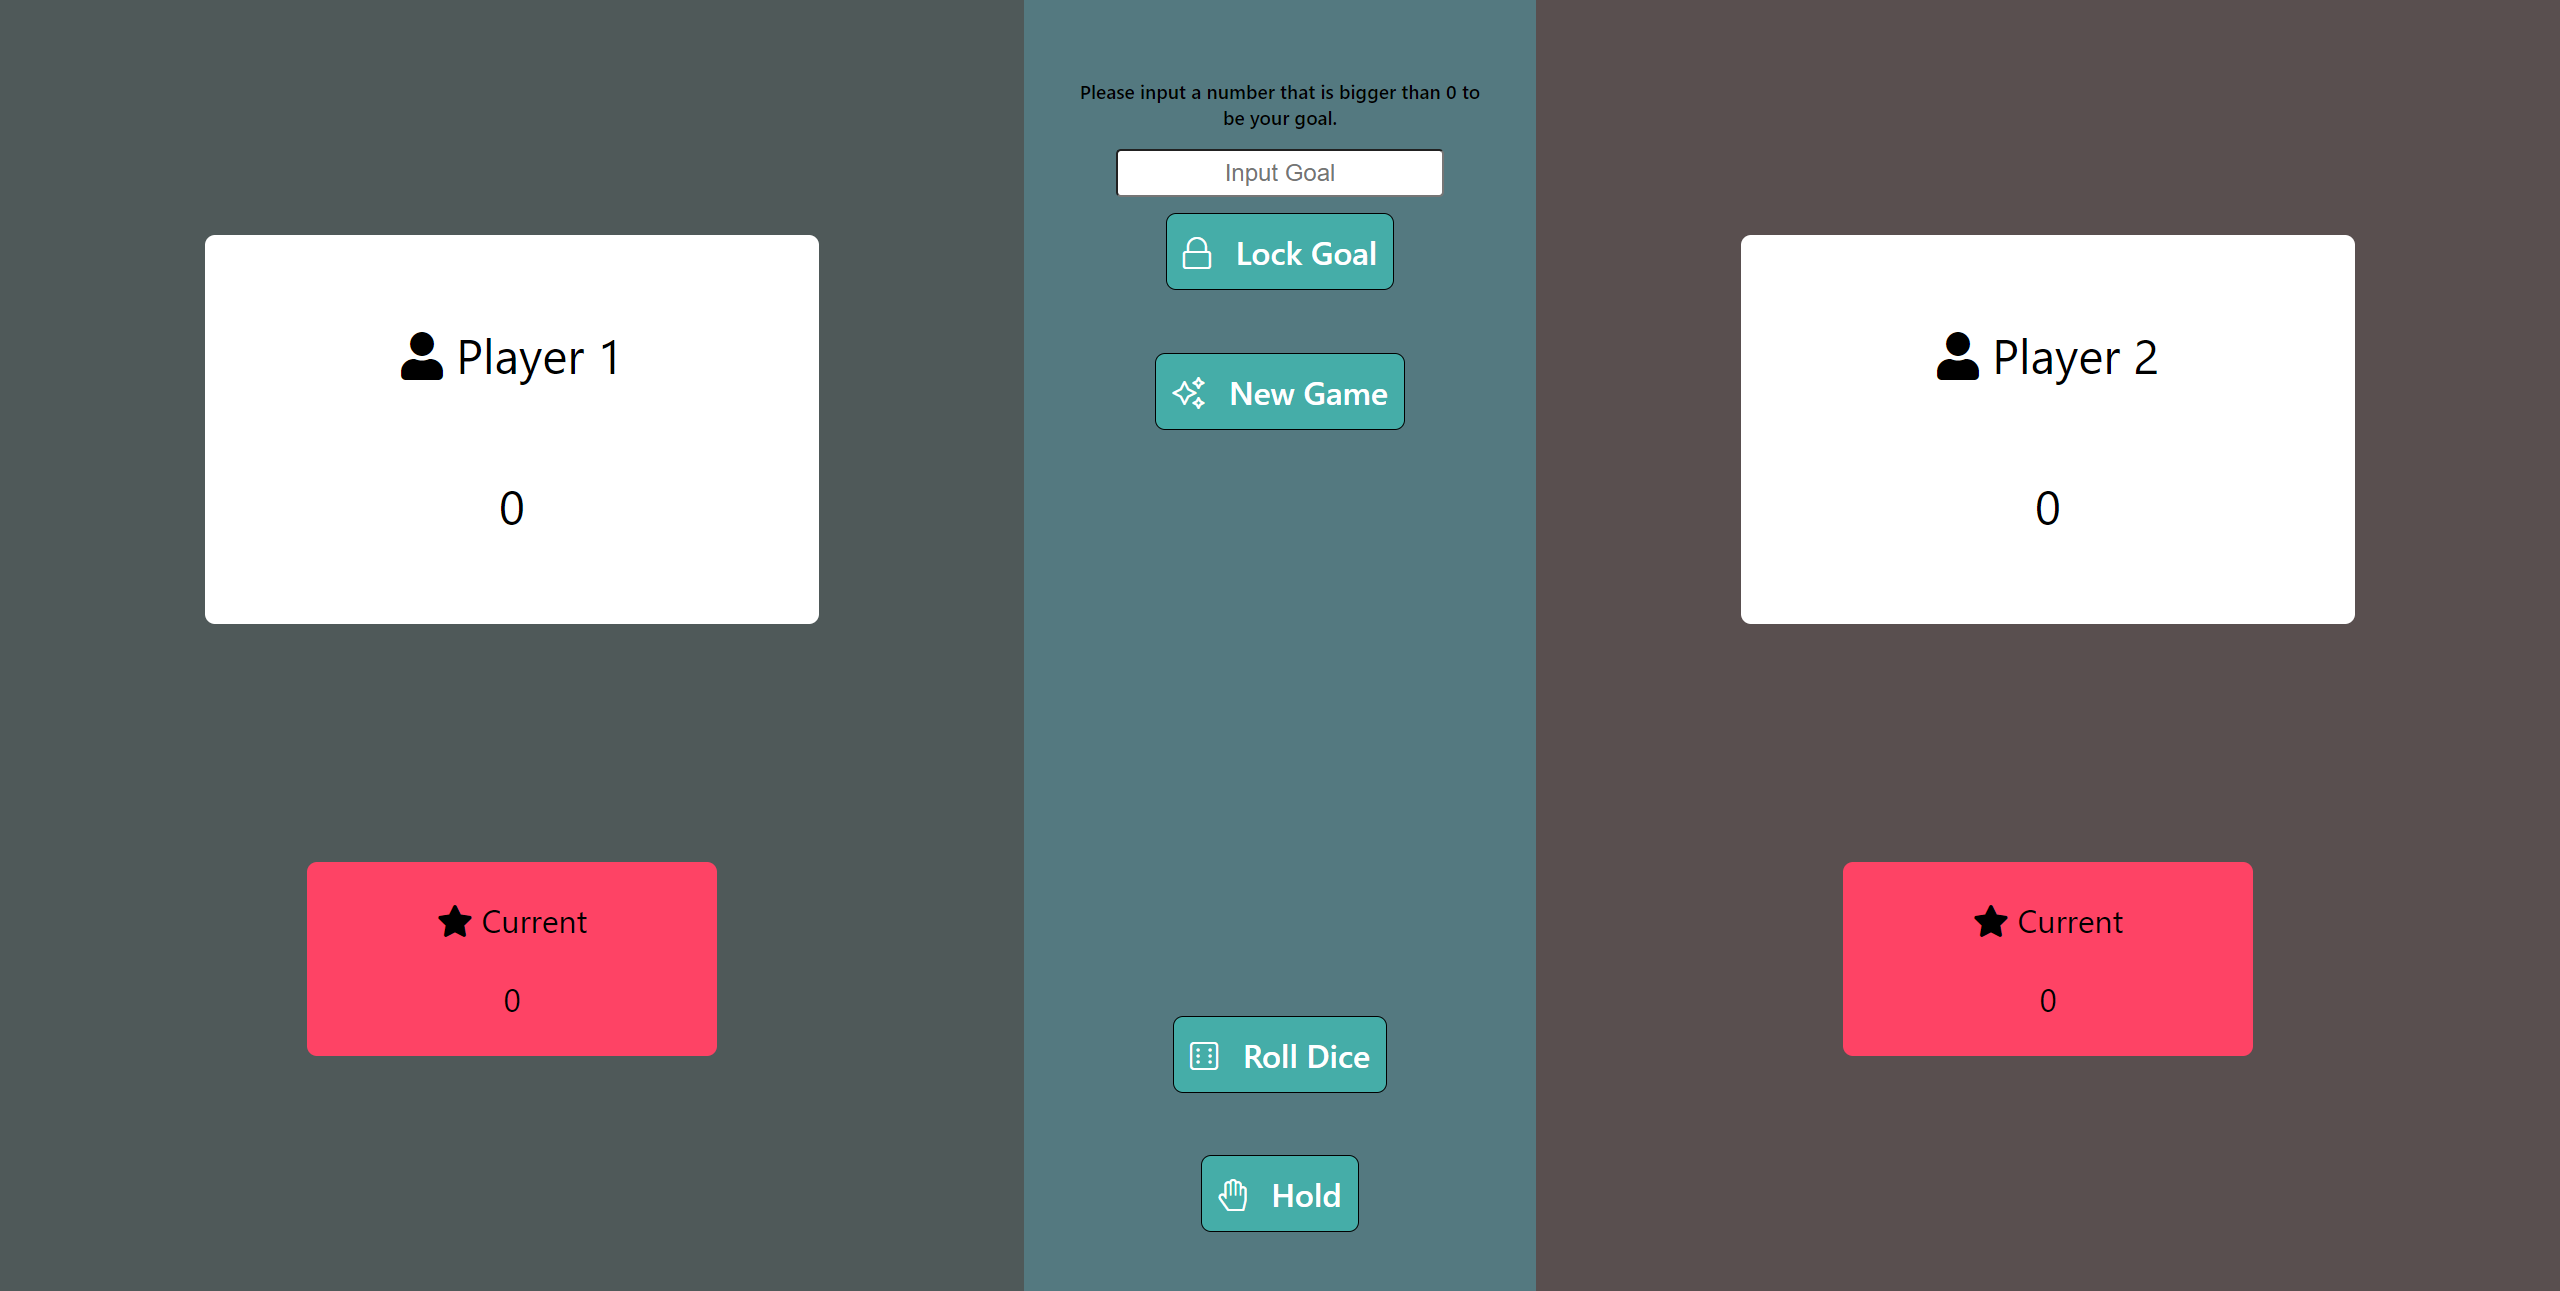 Player 1
0
Current
0
Please input a number that is bigger than 0 to
be your goal.
Input Goal
Lock Goal
New Game
Roll Dice
Hold
Player 2
0
Current
0